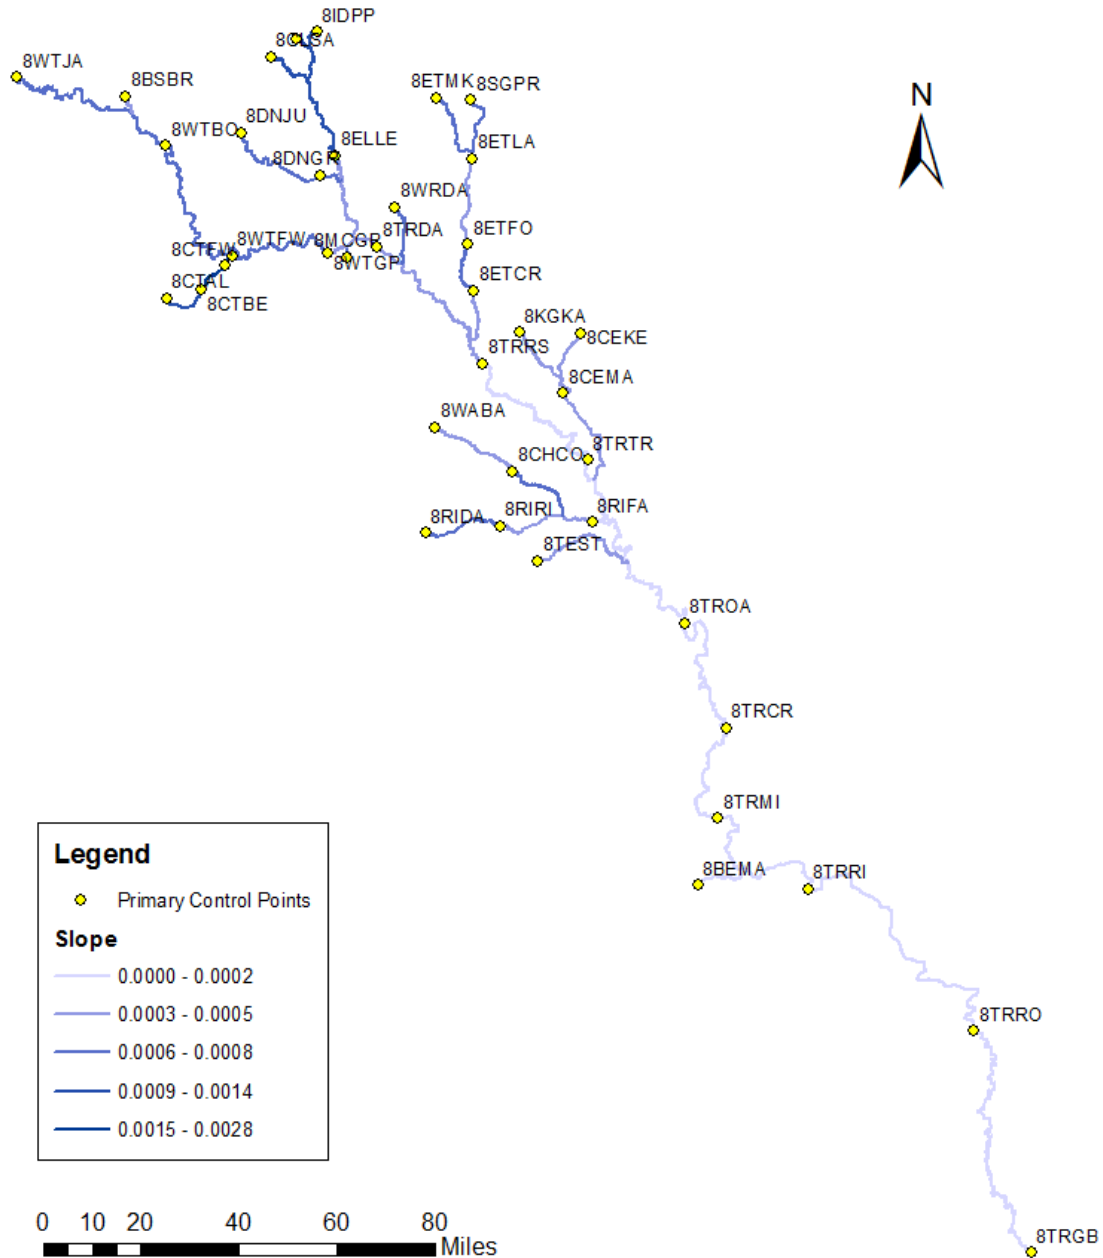 8IDPP
8CLSA
8WTJA
8BSBR
8ETMK
8SGPR
8DNJU
8WTBO
8ELLE
8ETLA
8DNGR
8WRDA
8TRDA
8ETFO
8WTFW
8MCGP
8CTFW
8WTGP
8ETCR
8CTAL
8CTBE
8KGKA
8CEKE
8TRRS
8CEMA
8WABA
8TRTR
8CHCO
8RIFA
8RIRI
8RIDA
8TEST
8TROA
8TRCR
8TRMI
8BEMA
8TRRI
8TRRO
8TRGB
N
Legend
Primary Control Points
Slope
0.0000 - 0.0002
0.0003 - 0.0005
0.0006 - 0.0008
0.0009 - 0.0014
0.0015 - 0.0028
0 10 20 40 60 80
Miles